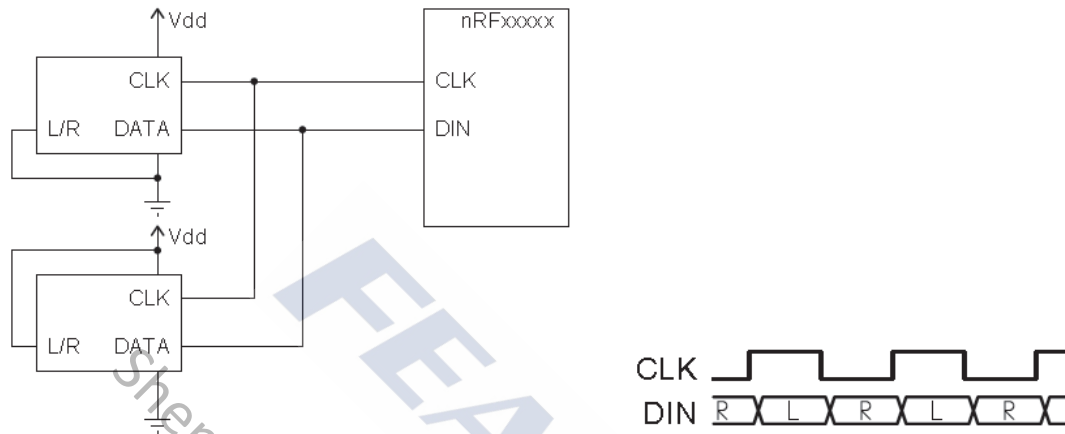 Vdd
nRFxxxxx
CLK
CLK
L/R DATA
DIN
Vdd
CLK
L/R DATA
CLK
DIN R L R L R